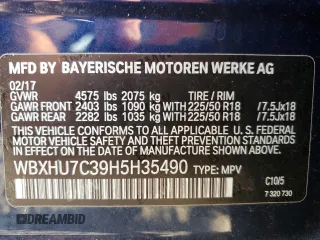 MFD BY BAYERISCHE MOTOREN WERKE AG
02/17
GVWR 4575 lbs 2075 kg TIRE / RIM
GAWR FRONT 2403 lbs 1090 kg WITH 225/50 R18 /7.5Jx18
GAWR REAR 2282 lbs 1035 kg WITH 225/50 R18 /7.5Jx18
THIS VEHICLE CONFORMS TO ALL APPLICABLE U.S. FEDERAL
MOTOR VEHICLE SAFETY, BUMPER, AND THEFT PREVENTION
STANDARDS IN EFFECT ON THE DATE OF MANUFACTURE SHOWN ABOVE.
WBXHU7C39H5H35490 TYPE: MPV
C10/5
7 320 730
DREAMBID